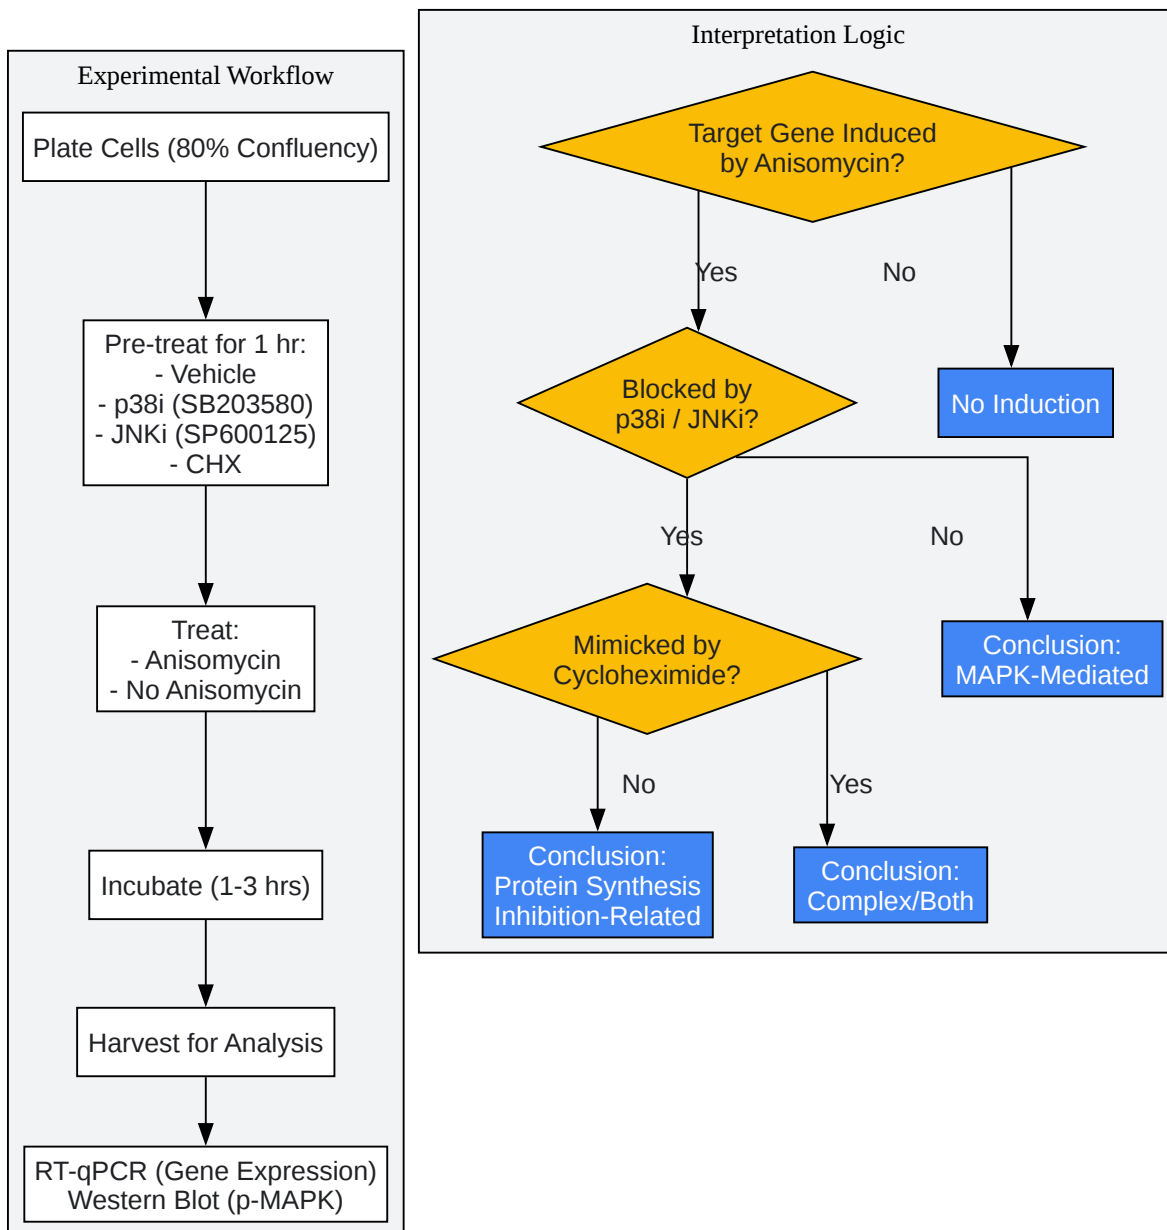 Experimental Workflow
Plate Cells (80% Confluency)
Pre-treat for 1 hr:
- Vehicle
- p38i (SB203580)
- JNKi (SP600125)
- CHX
Treat:
- Anisomycin
- No Anisomycin
Incubate (1-3 hrs)
Harvest for Analysis
RT-qPCR (Gene Expression)
Western Blot (p-MAPK)
Interpretation Logic
Target Gene Induced
by Anisomycin?
Yes
No
Blocked by
p38i / JNKi?
No Induction
Yes
No
Mimicked by
Cycloheximide?
Conclusion:
MAPK-Mediated
No
Yes
Conclusion:
Protein Synthesis
Inhibition-Related
Conclusion:
Complex/Both